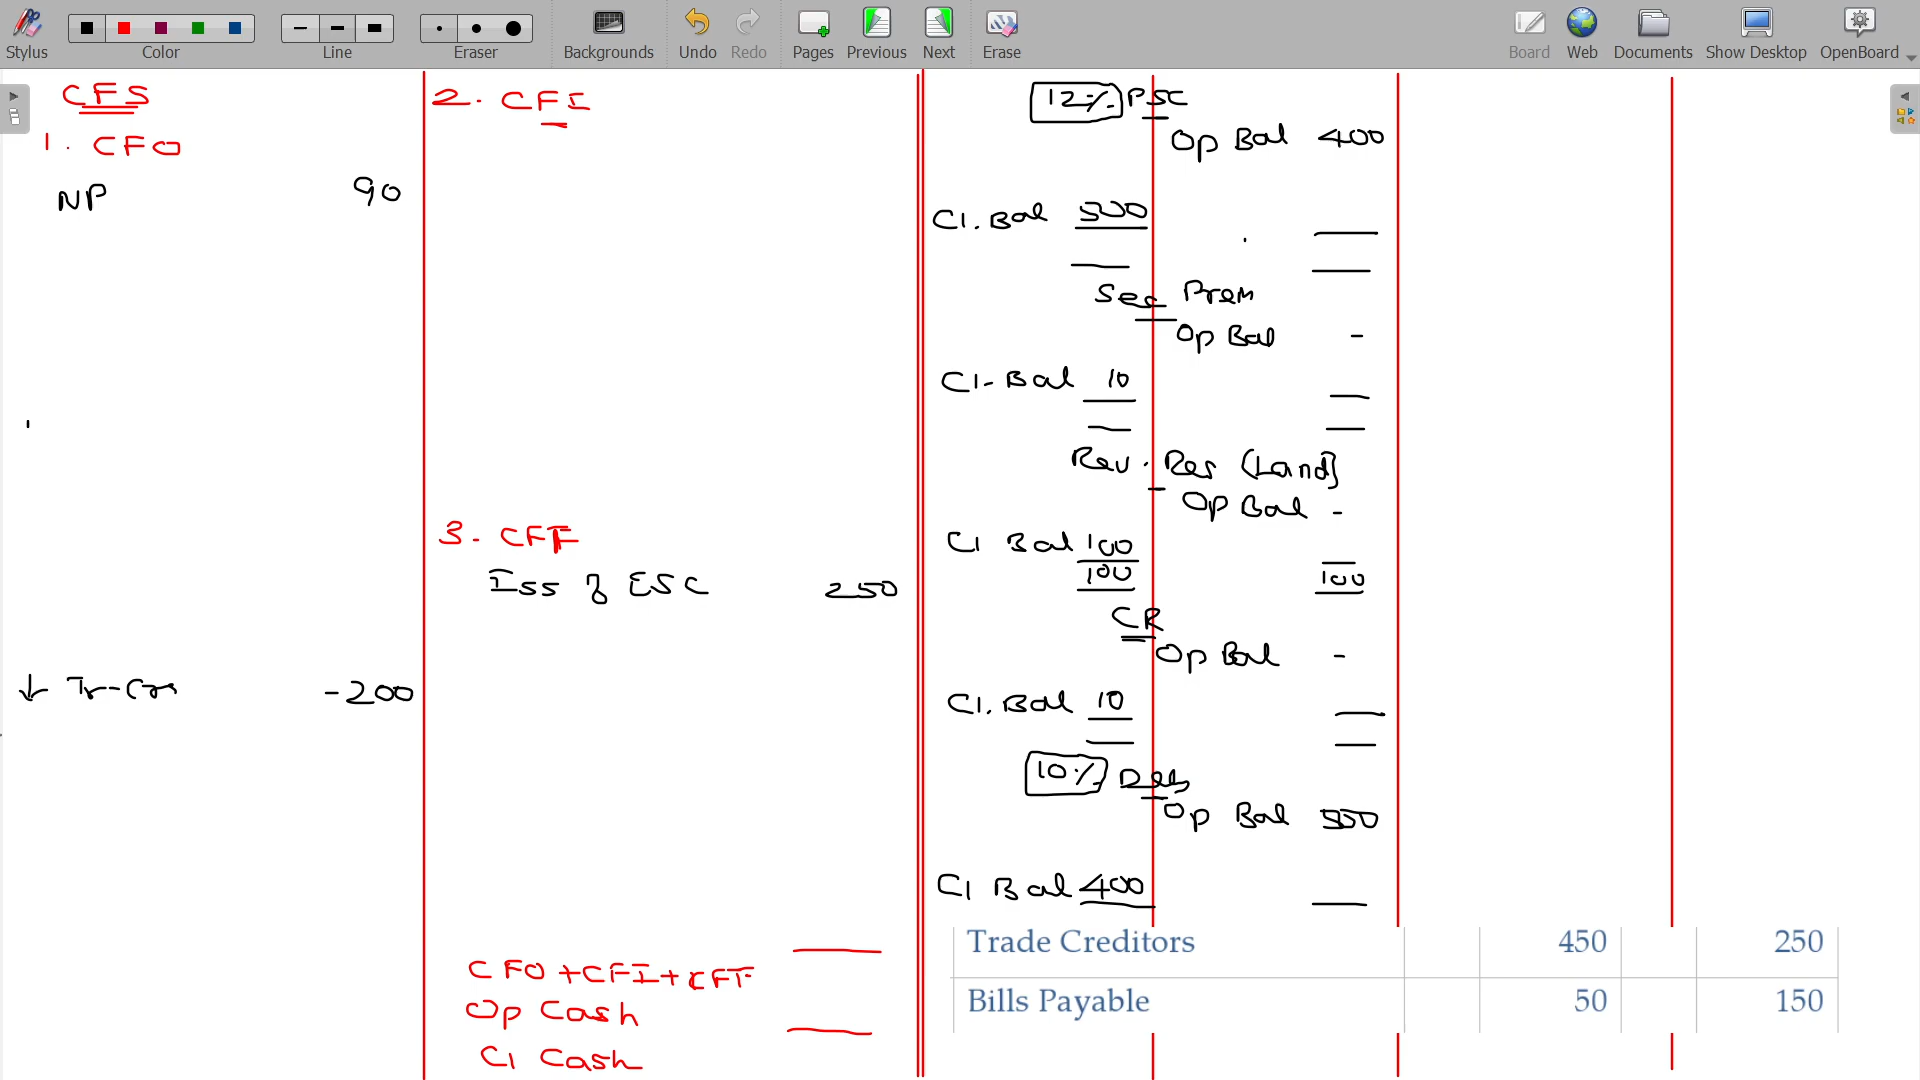 Stylus Color Line Eraser Backgrounds Undo Redo Pages Previous Next Erase Board Web Documents Show Desktop OpenBoard
CFS
1. CFO
NP 90
↓ Tr-Crs -200
2. CFI
3. CFF
Iss of ESC 250
CFO+CFI+CFF
Op Cash
Cl Cash
12% PSC
Op Bal 400
Cl. Bal 500
Sec Prem
Op Bal -
Cl- Bal 10
Rev. Res (Land)
Op Bal -
Cl Bal 100
100 100
CR
Op Bal -
Cl. Bal 10
10% Debs
Op Bal 500
Cl Bal 400
Trade Creditors 450 250
Bills Payable 50 150